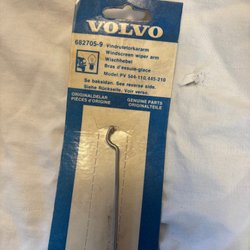 VOLVO
682705-9 Vindrutetorkararm
Windscreen wiper arm
Wischhebel
Bras d'essuie-glace
Model: PV 544-110, 445-210
Se baksidan. See reverse side.
Siehe Rückseite. Voir verso.
ORIGINALDELAR GENUINE PARTS
PIÈCES D'ORIGINE ORIGINALTEILE